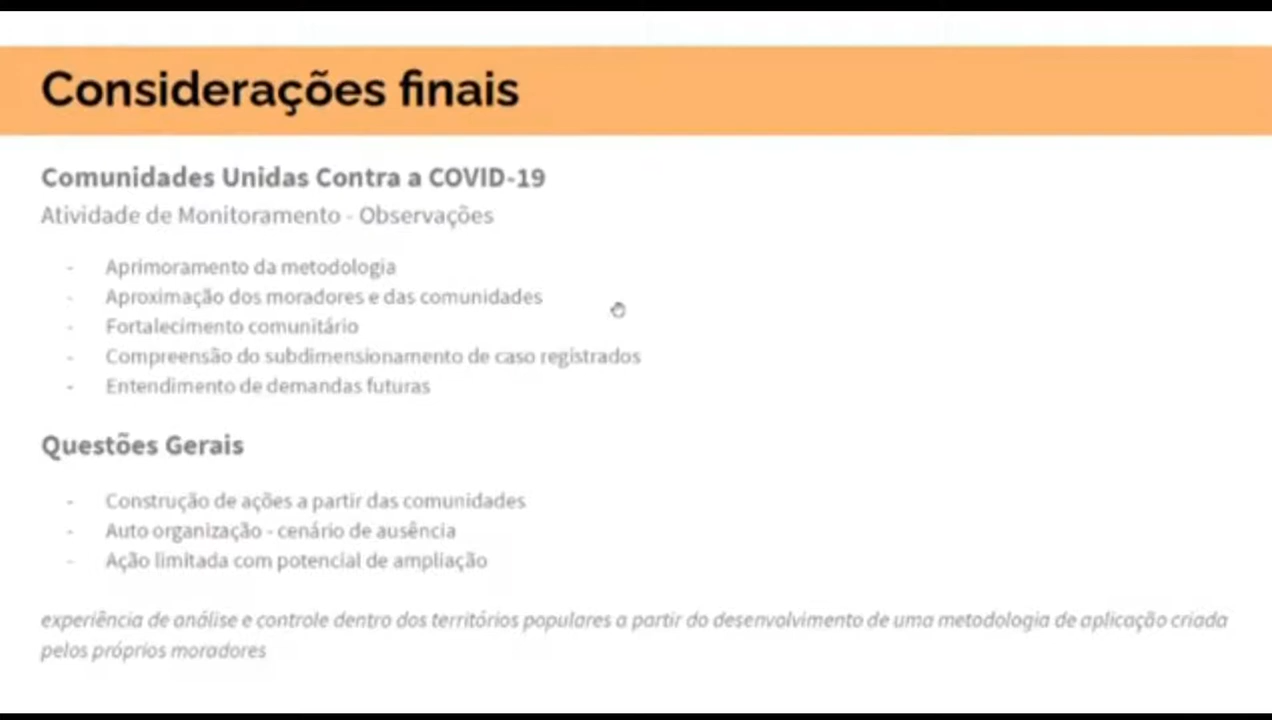 Considerações finais
Comunidades Unidas Contra a COVID-19
Atividade de Monitoramento - Observações
- Aprimoramento da metodologia
- Aproximação dos moradores e das comunidades
- Fortalecimento comunitário
- Compreensão do subdimensionamento de caso registrados
- Entendimento de demandas futuras
Questões Gerais
- Construção de ações a partir das comunidades
- Auto organização - cenário de ausência
- Ação limitada com potencial de ampliação
experiência de análise e controle dentro dos territórios populares a partir do desenvolvimento de uma metodologia de aplicação criada
pelos próprios moradores